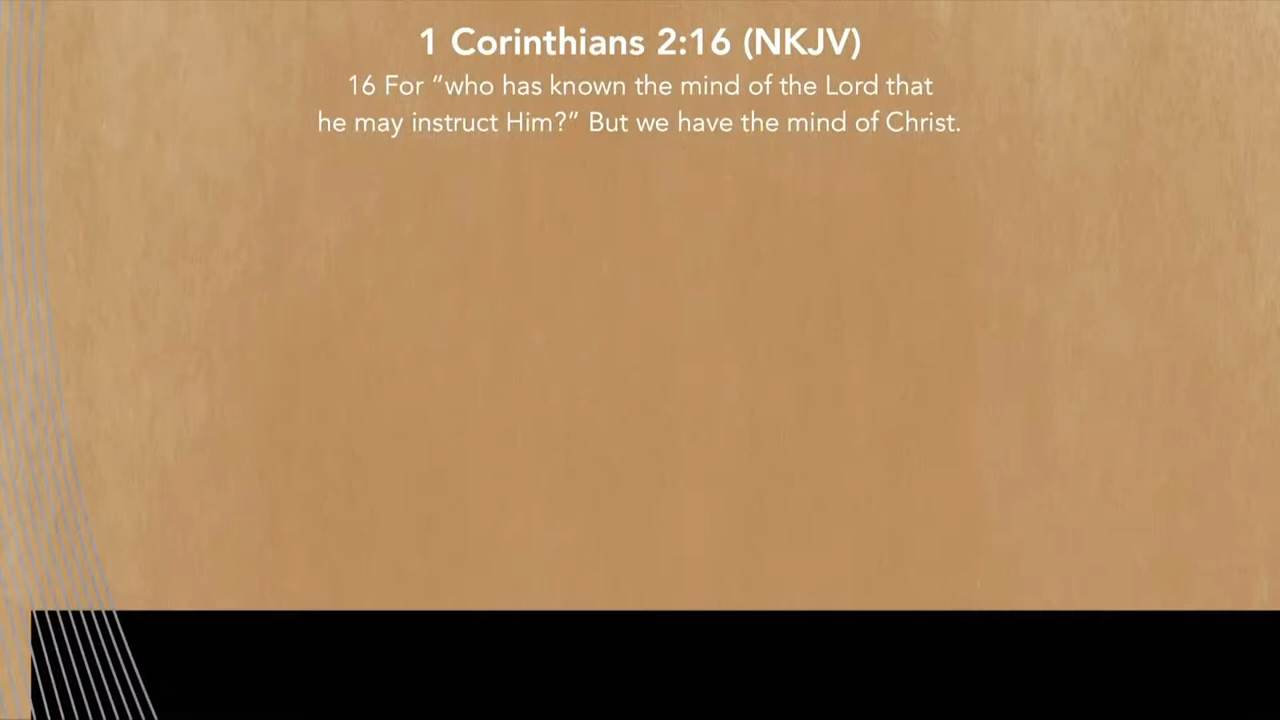 1 Corinthians 2:16 (NKJV)
16 For “who has known the mind of the Lord that
he may instruct Him?” But we have the mind of Christ.